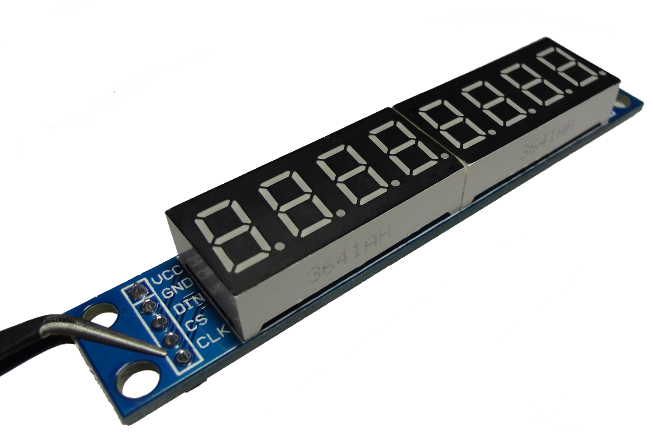 VCC
GND
DIN
CS
CLK
3641AH
3641AH